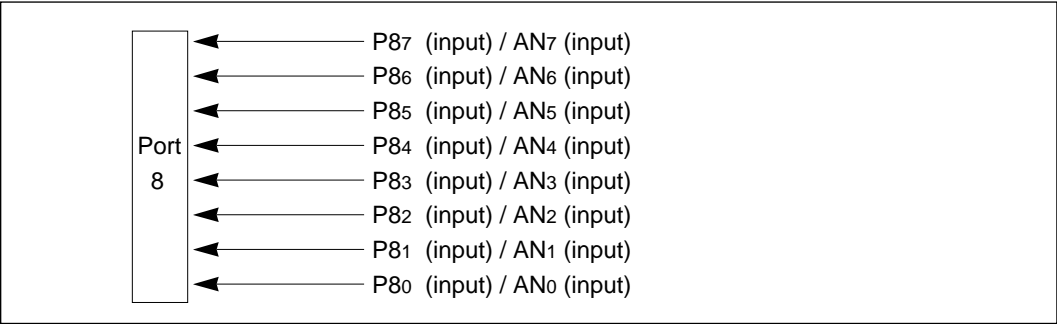 P87 (input) / AN7 (input)
P86 (input) / AN6 (input)
P85 (input) / AN5 (input)
Port
P84 (input) / AN4 (input)
8
P83 (input) / AN3 (input)
P82 (input) / AN2 (input)
P81 (input) / AN1 (input)
P80 (input) / AN0 (input)